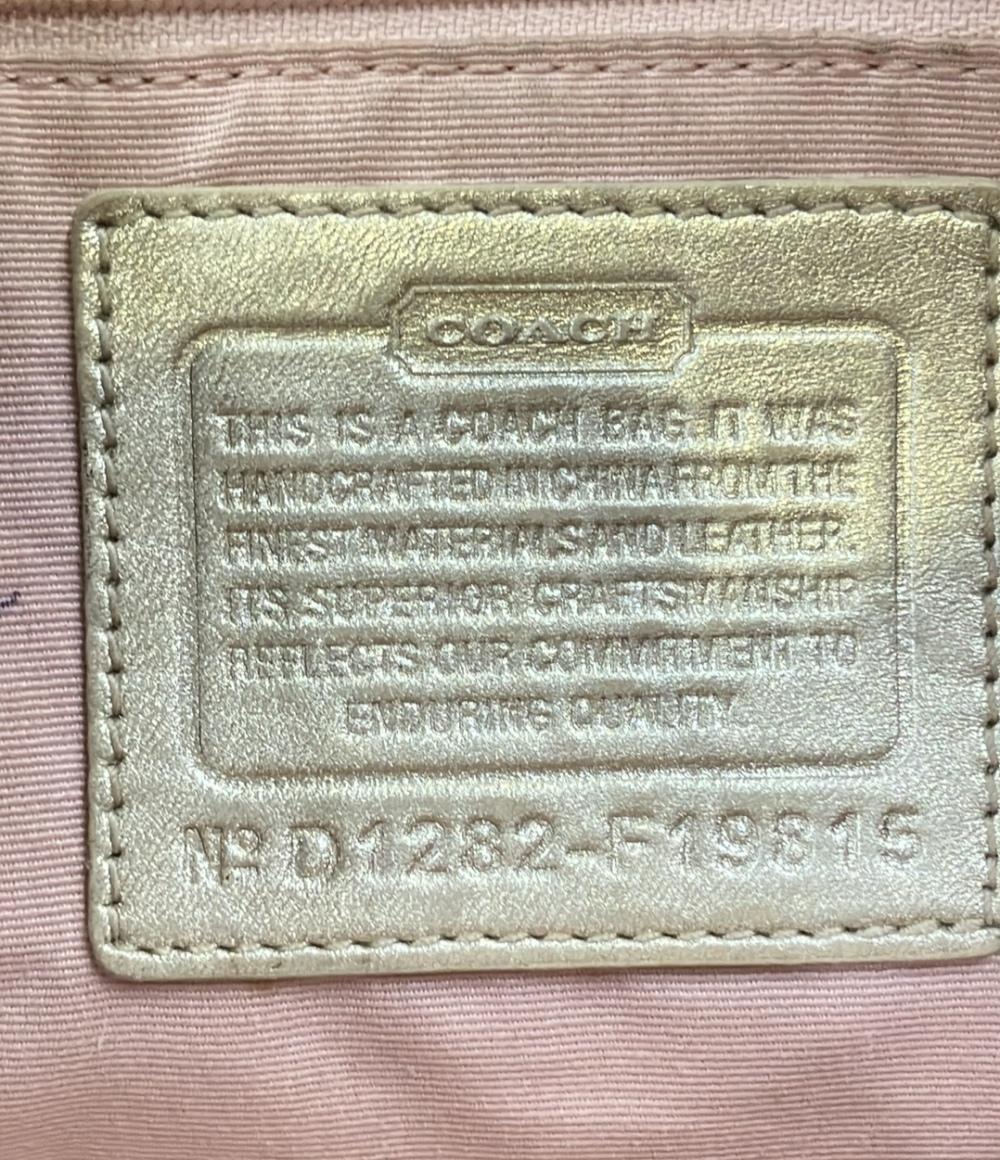 COACH
THIS IS A COACH BAG. IT WAS
HANDCRAFTED IN CHINA FROM THE
FINEST MATERIALS AND LEATHER.
ITS SUPERIOR CRAFTSMANSHIP
REFLECTS OUR COMMITMENT TO
ENDURING QUALITY.
Nº D1282-F19815